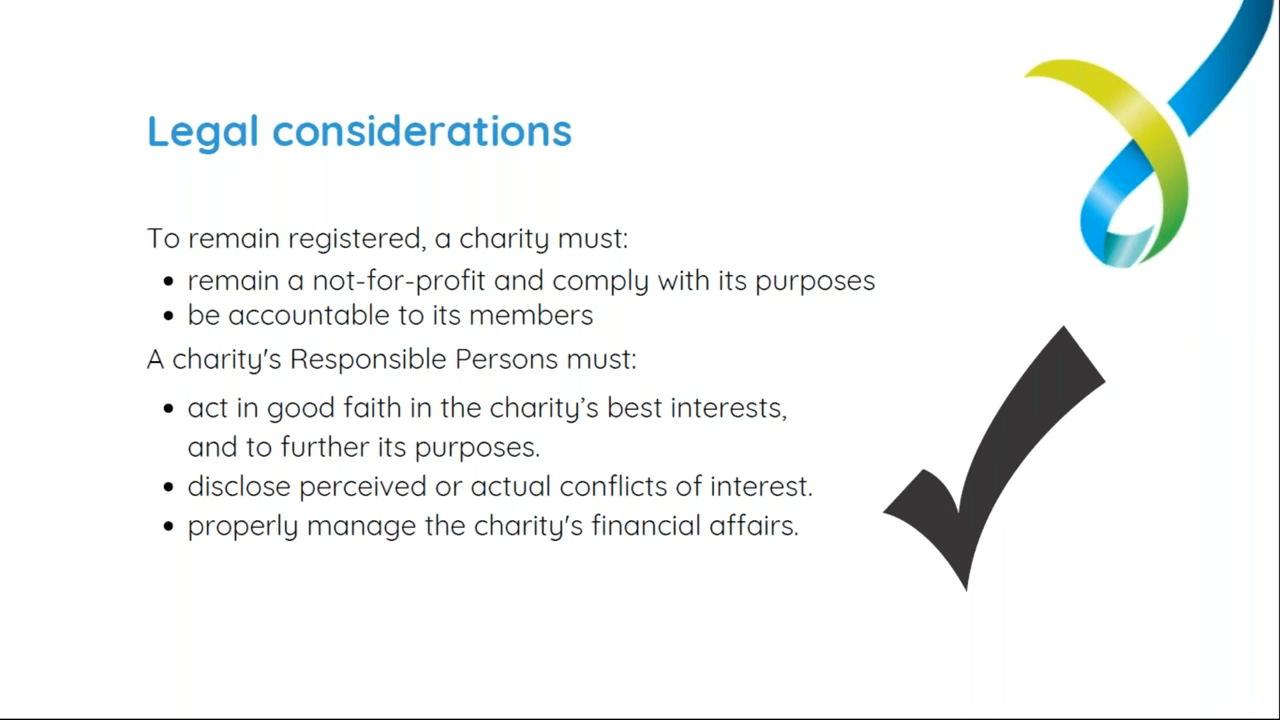 Legal considerations
To remain registered, a charity must:
• remain a not-for-profit and comply with its purposes
• be accountable to its members
A charity's Responsible Persons must:
• act in good faith in the charity’s best interests,
and to further its purposes.
• disclose perceived or actual conflicts of interest.
• properly manage the charity's financial affairs.